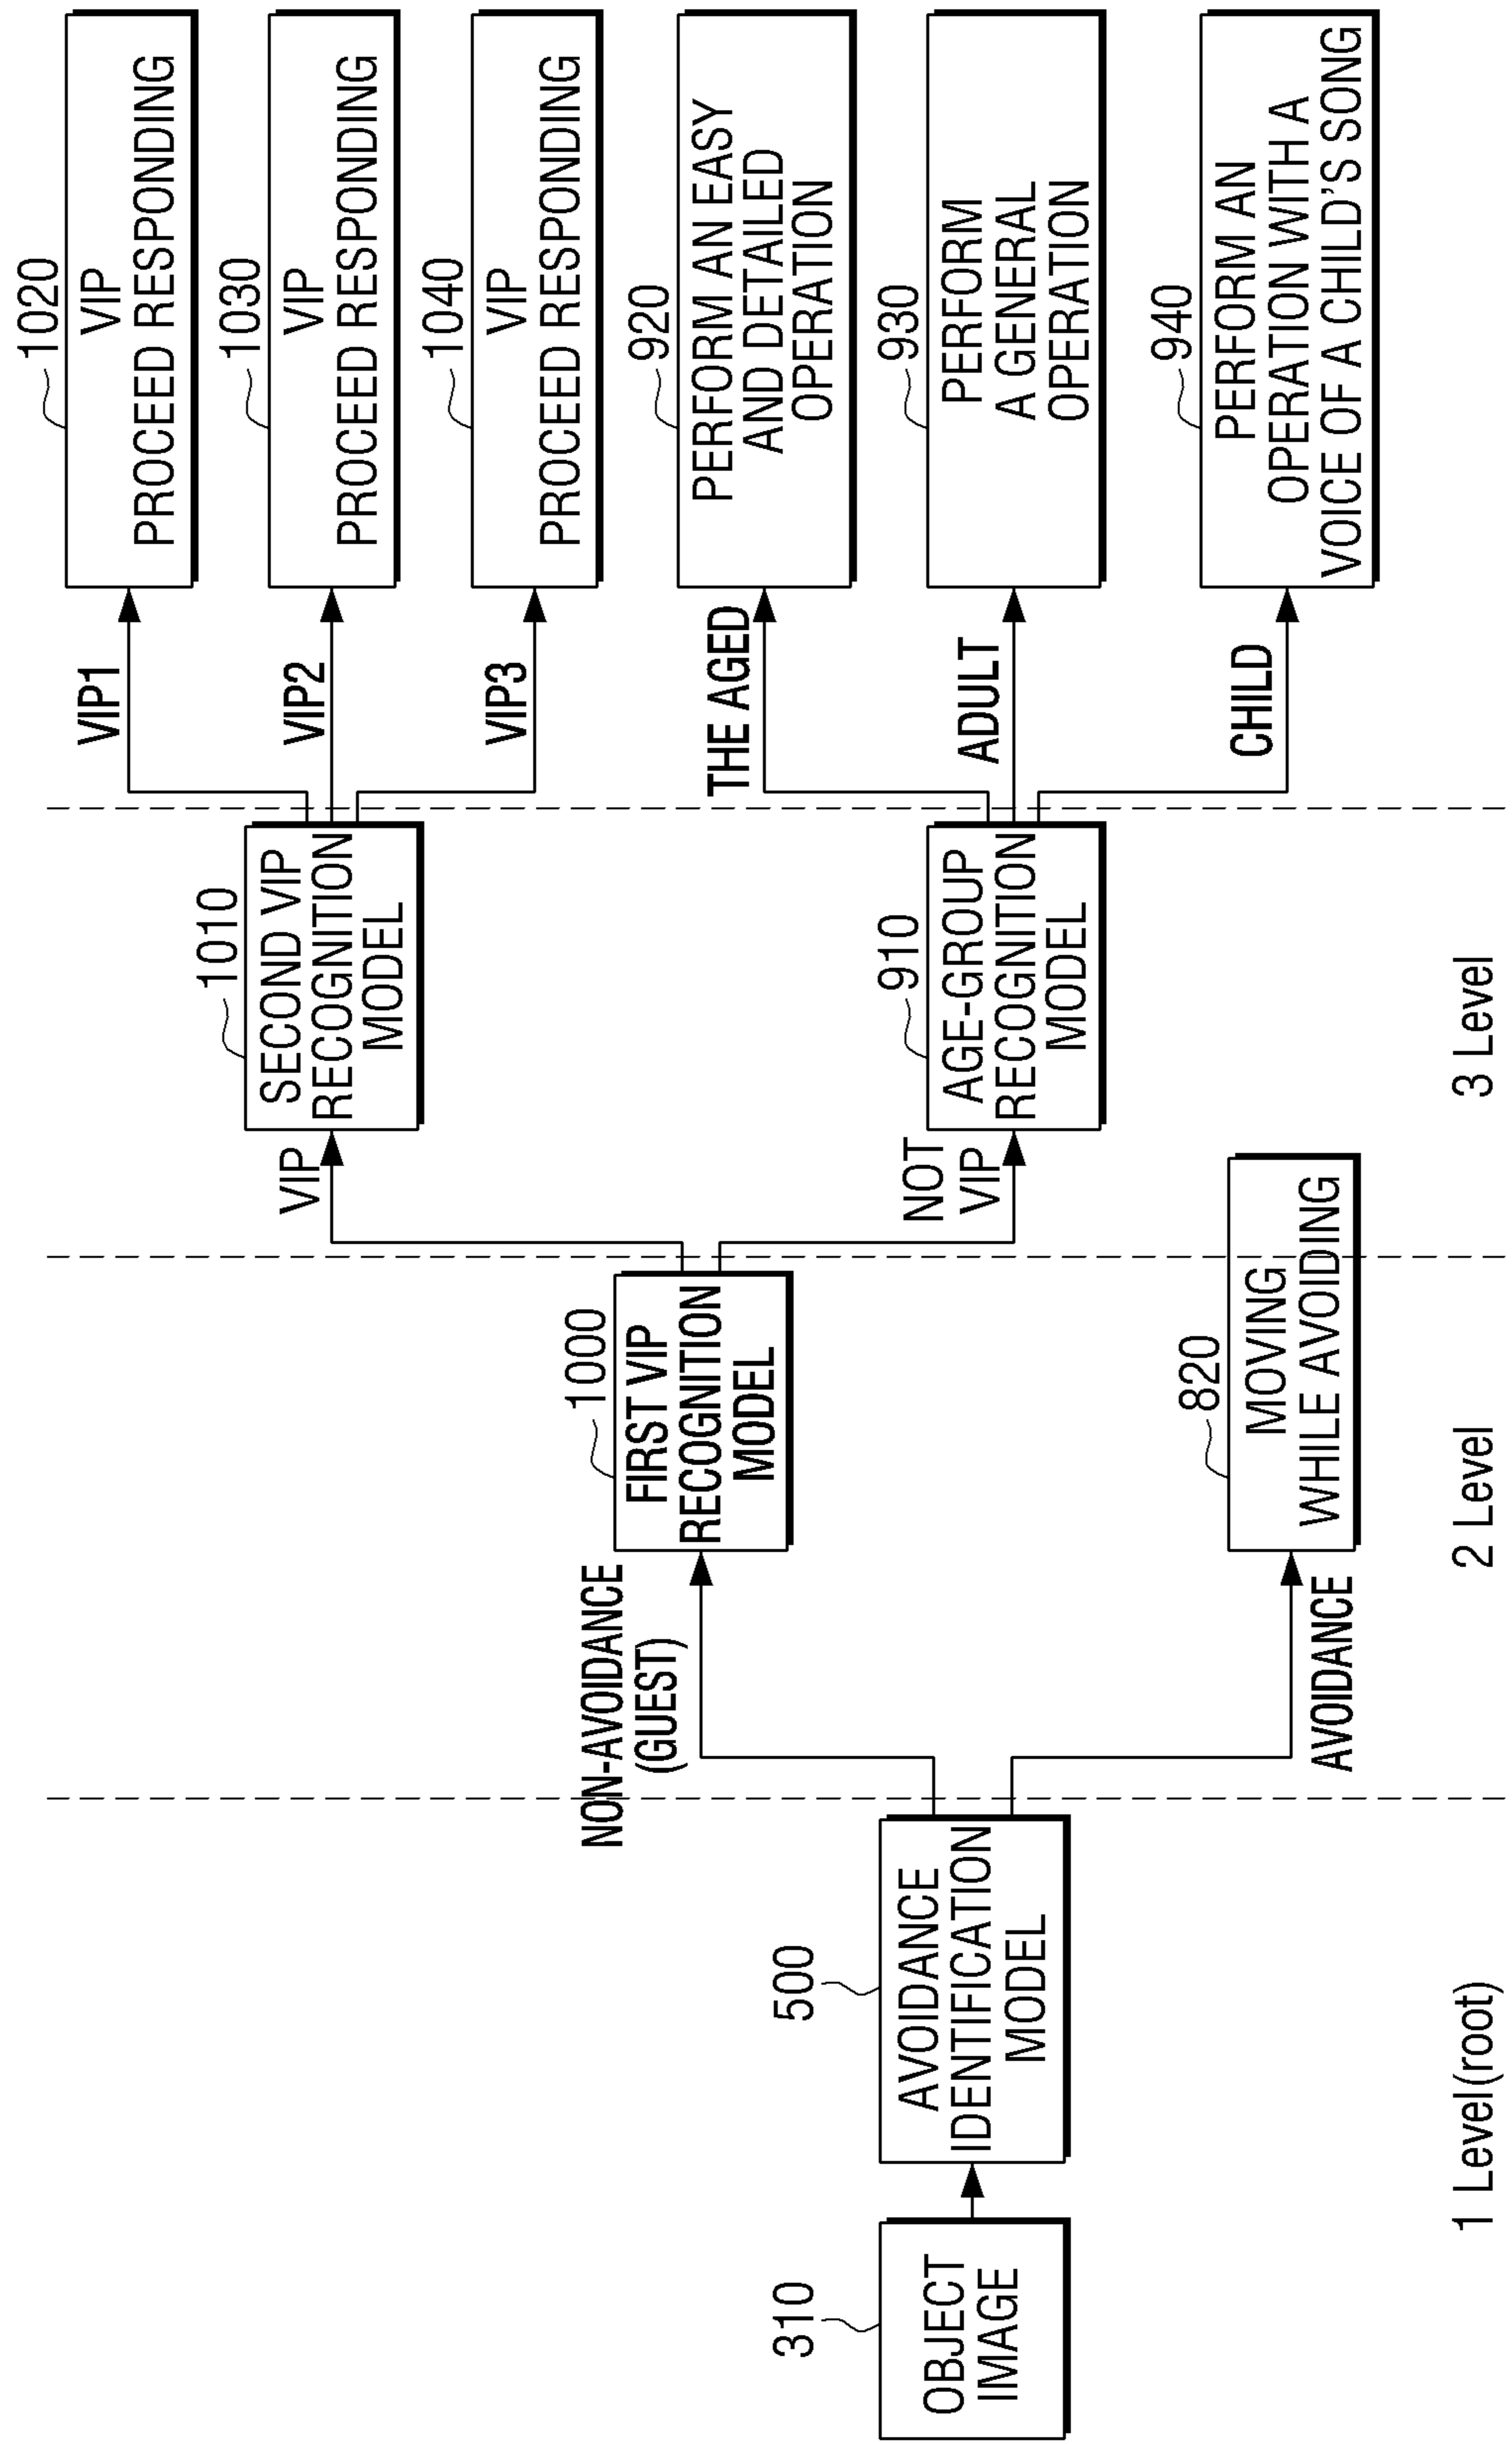 310
OBJECT
IMAGE
500
AVOIDANCE
IDENTIFICATION
MODEL
NON-AVOIDANCE
(GUEST)
AVOIDANCE
1000
FIRST VIP
RECOGNITION
MODEL
820
MOVING
WHILE AVOIDING
VIP
NOT
VIP
1010
SECOND VIP
RECOGNITION
MODEL
910
AGE-GROUP
RECOGNITION
MODEL
VIP1
VIP2
VIP3
THE AGED
ADULT
CHILD
1020
VIP
PROCEED RESPONDING
1030
VIP
PROCEED RESPONDING
1040
VIP
PROCEED RESPONDING
920
PERFORM AN EASY
AND DETAILED
OPERATION
930
PERFORM
A GENERAL
OPERATION
940
PERFORM AN
OPERATION WITH A
VOICE OF A CHILD'S SONG
1 Level(root)
2 Level
3 Level